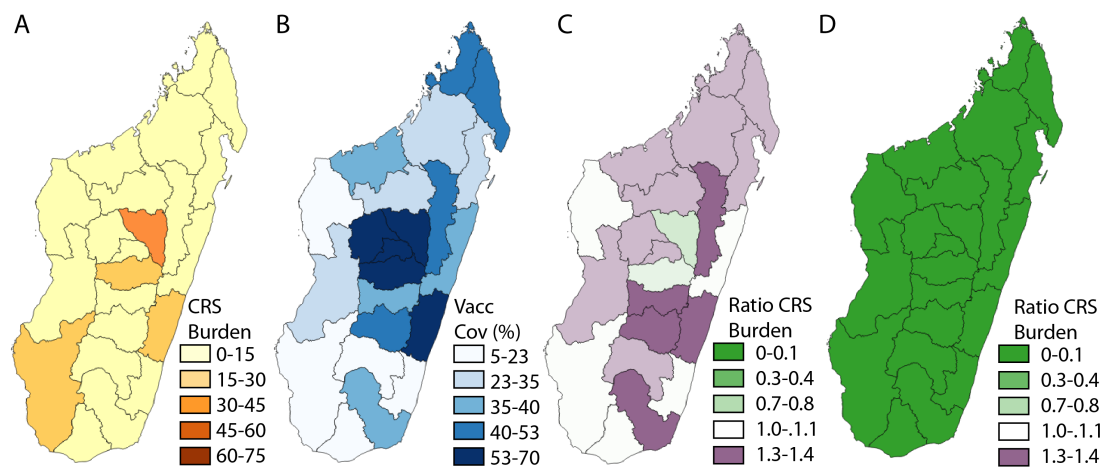 A
B
C
D
CRS
Burden
0-15
15-30
30-45
45-60
60-75
Vacc
Cov (%)
5-23
23-35
35-40
40-53
53-70
Ratio CRS
Burden
0-0.1
0.3-0.4
0.7-0.8
1.0-.1.1
1.3-1.4
Ratio CRS
Burden
0-0.1
0.3-0.4
0.7-0.8
1.0-.1.1
1.3-1.4